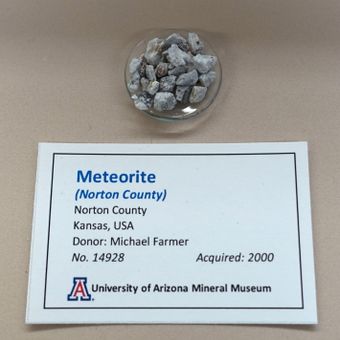 Meteorite
(Norton County)
Norton County
Kansas, USA
Donor: Michael Farmer
No. 14928 Acquired: 2000
A University of Arizona Mineral Museum